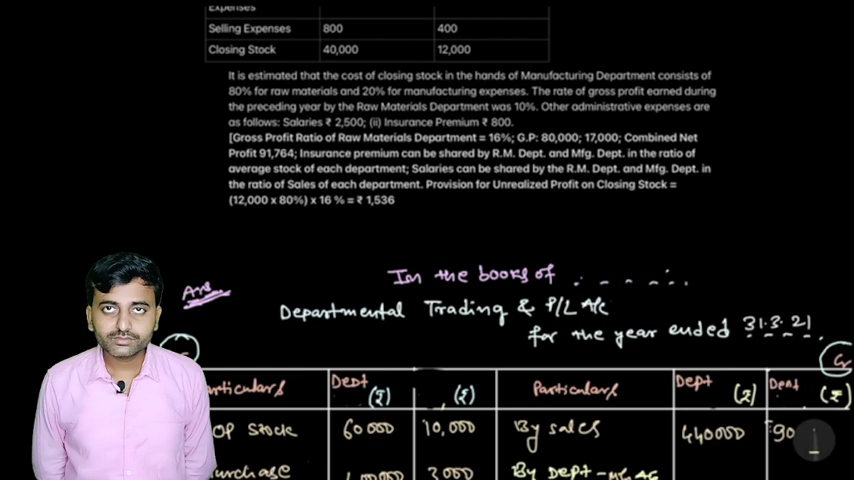 Expenses
Selling Expenses 800 400
Closing Stock 40,000 12,000
It is estimated that the cost of closing stock in the hands of Manufacturing Department consists of
80% for raw materials and 20% for manufacturing expenses. The rate of gross profit earned during
the preceding year by the Raw Materials Department was 10%. Other administrative expenses are
as follows: Salaries ₹ 2,500; (ii) Insurance Premium ₹ 800.
[Gross Profit Ratio of Raw Materials Department = 16%; G.P: 80,000; 17,000; Combined Net
Profit 91,764; Insurance premium can be shared by R.M. Dept. and Mfg. Dept. in the ratio of
average stock of each department; Salaries can be shared by the R.M. Dept. and Mfg. Dept. in
the ratio of Sales of each department. Provision for Unrealized Profit on Closing Stock =
(12,000 x 80%) x 16 % = ₹ 1,536
Ans.
In the books of
Departmental Trading & P/L A/c
for the year ended 31.3.21
Cr
articulars Dept (₹) (₹) Particulars Dept (₹) Dept (₹)
OP Stock 60000 10,000 By sales 440000 90
urchase 3000 By Dept